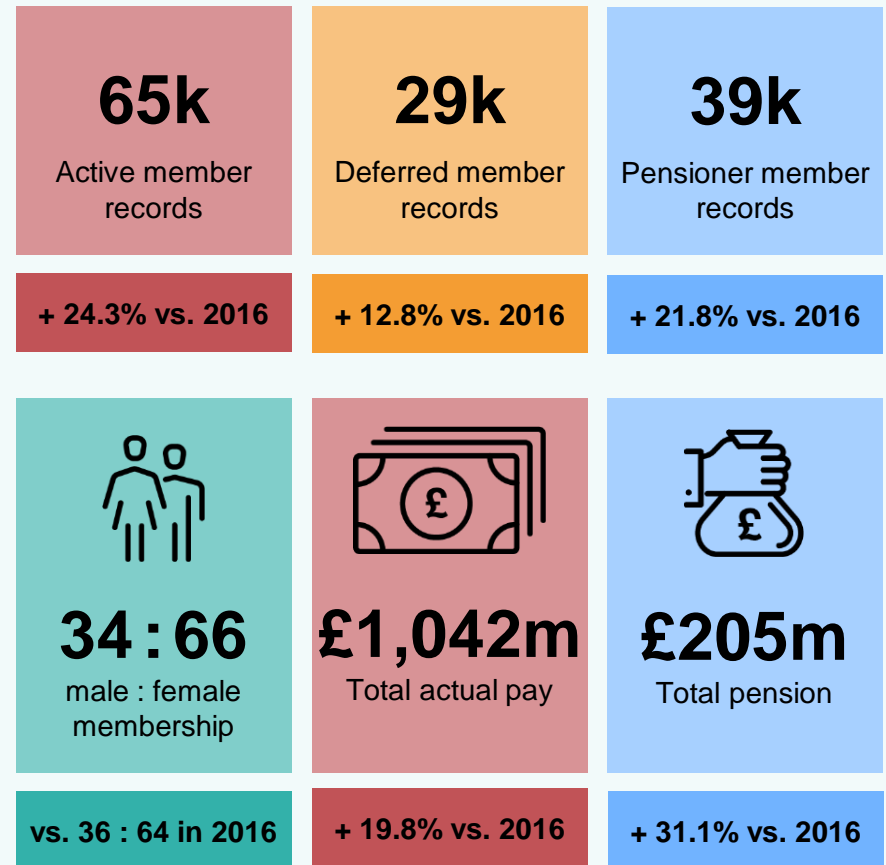 65k
Active member
records
+ 24.3% vs. 2016
29k
Deferred member
records
+ 12.8% vs. 2016
39k
Pensioner member
records
+ 21.8% vs. 2016
34 : 66
male : female
membership
vs. 36 : 64 in 2016
£
£1,042m
Total actual pay
+ 19.8% vs. 2016
£
£205m
Total pension
+ 31.1% vs. 2016